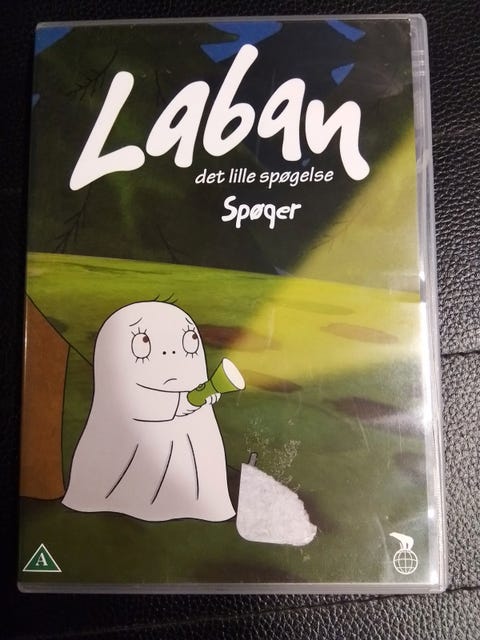 Laban
det lille spøgelse
Spøger
A